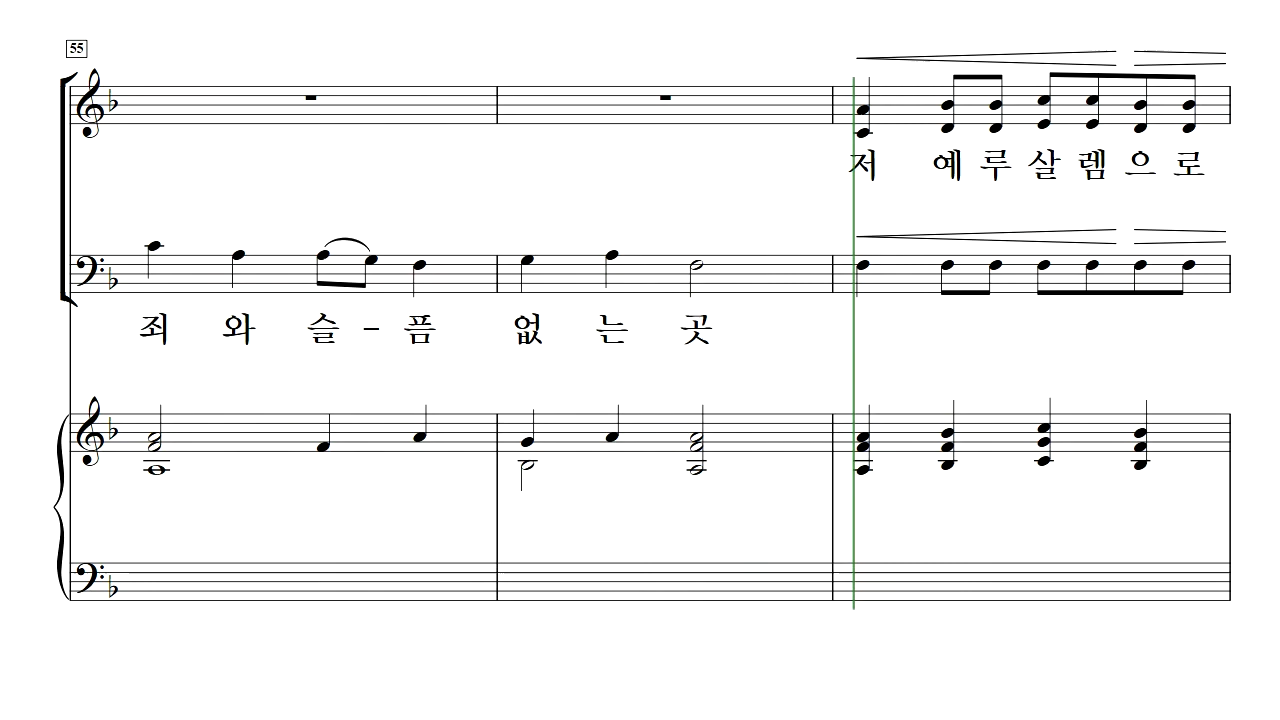 55
저 예 루 살 렘 으 로
죄 와 슬 - 픔 없 는 곳